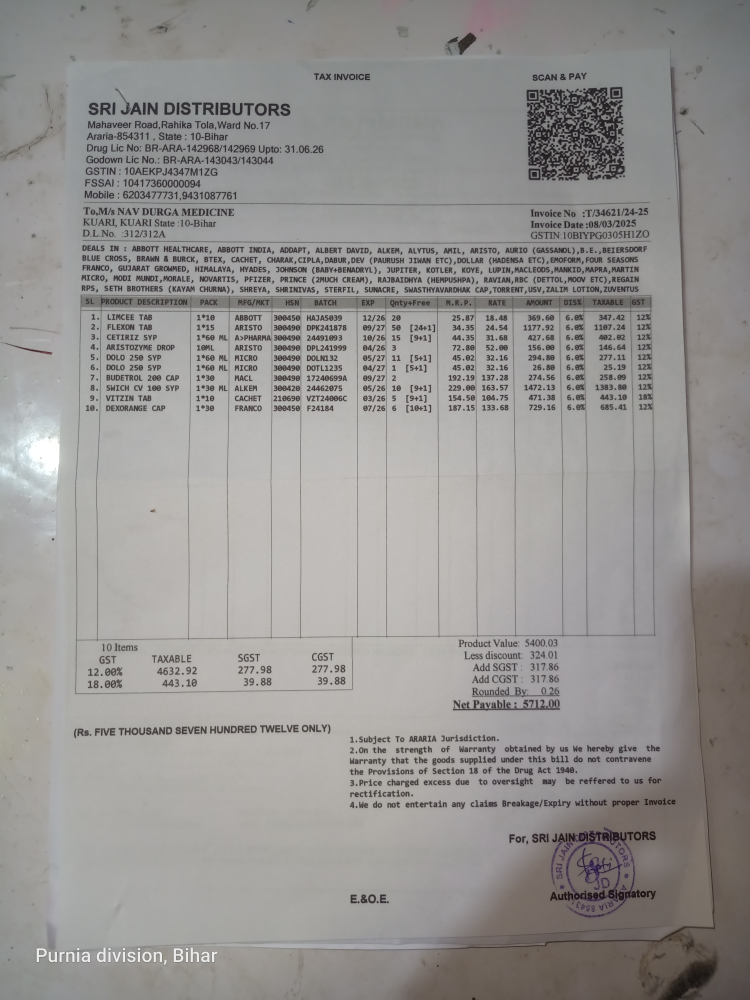 TAX INVOICE
SCAN & PAY
SRI JAIN DISTRIBUTORS
Mahaveer Road,Rahika Tola,Ward No.17
Araria-854311 , State : 10-Bihar
Drug Lic No: BR-ARA-142968/142969 Upto: 31.06.26
Godown Lic No.: BR-ARA-143043/143044
GSTIN : 10AEKPJ4347M1ZG
FSSAI : 10417360000094
Mobile : 6203477731,9431087761
To,M/s NAV DURGA MEDICINE
KUARI, KUARI State :10-Bihar
D.L.No. :312/312A
Invoice No :T/34621/24-25
Invoice Date :08/03/2025
GSTIN:10BIYPG0305H1ZO
DEALS IN : ABBOTT HEALTHCARE, ABBOTT INDIA, ADDAPT, ALBERT DAVID, ALKEM, ALYTUS, AMIL, ARISTO, AURIO (GASSANOL),B.E.,BEIERSDORF
BLUE CROSS, BRAWN & BURCK, BTEX, CACHET, CHARAK,CIPLA,DABUR,DEV (PAURUSH JIWAN ETC),DOLLAR (HADENSA ETC),EMOFORM,FOUR SEASONS
FRANCO, GUJARAT GROWMED, HIMALAYA, HYADES, JOHNSON (BABY+BENADRYL), JUPITER, KOTLER, KOYE, LUPIN,MACLEODS,MANKID,MAPRA,MARTIN
MICRO, MODI MUNDI,MORALE, NOVARTIS, PFIZER, PRINCE (2MUCH CREAM), RAJBAIDHYA (HEMPUSHPA), RAVIAN,RBC (DETTOL,MOOV ETC),REGAIN
RPS, SETH BROTHERS (KAYAM CHURNA), SHREYA, SHRINIVAS, STERFIL, SUNACRE, SWASTHYAVARDHAK CAP,TORRENT,USV,ZALIM LOTION,ZUVENTUS
SL PRODUCT DESCRIPTION PACK MFG/MKT HSN BATCH EXP Qnty+Free M.R.P. RATE AMOUNT DIS% TAXABLE GST
1. LIMCEE TAB 1*10 ABBOTT 300450 HAJA5039 12/26 20 25.87 18.48 369.60 6.0% 347.42 12%
2. FLEXON TAB 1*15 ARISTO 300490 DPK241878 09/27 50 [24+1] 34.35 24.54 1177.92 6.0% 1107.24 12%
3. CETIRIZ SYP 1*60 ML A>PHARMA 300490 24491093 10/26 15 [9+1] 44.35 31.68 427.68 6.0% 402.02 12%
4. ARISTOZYME DROP 10ML ARISTO 300490 DPL241999 04/26 3 72.80 52.00 156.00 6.0% 146.64 12%
5. DOLO 250 SYP 1*60 ML MICRO 300490 DOLN132 05/27 11 [5+1] 45.02 32.16 294.80 6.0% 277.11 12%
6. DOLO 250 SYP 1*60 ML MICRO 300490 DOTL1235 04/27 1 [5+1] 45.02 32.16 26.80 6.0% 25.19 12%
7. BUDETROL 200 CAP 1*30 MACL 300490 17240699A 09/27 2 192.19 137.28 274.56 6.0% 258.09 12%
8. SWICH CV 100 SYP 1*30 ML ALKEM 300420 24462075 05/26 10 [9+1] 229.00 163.57 1472.13 6.0% 1383.80 12%
9. VITZIN TAB 1*10 CACHET 210690 VZT24006C 03/26 5 [9+1] 154.50 104.75 471.38 6.0% 443.10 18%
10. DEXORANGE CAP 1*30 FRANCO 300450 F24184 07/26 6 [10+1] 187.15 133.68 729.16 6.0% 685.41 12%
10 Items
GST TAXABLE SGST CGST
12.00% 4632.92 277.98 277.98
18.00% 443.10 39.88 39.88
Product Value: 5400.03
Less discount: 324.01
Add SGST : 317.86
Add CGST : 317.86
Rounded By: 0.26
Net Payable : 5712.00
(Rs. FIVE THOUSAND SEVEN HUNDRED TWELVE ONLY)
1.Subject To ARARIA Jurisdiction.
2.On the strength of Warranty obtained by us We hereby give the
Warranty that the goods supplied under this bill do not contravene
the Provisions of Section 18 of the Drug Act 1940.
3.Price charged excess due to oversight may be reffered to us for
rectification.
4.We do not entertain any claims Breakage/Expiry without proper Invoice
For, SRI JAIN DISTRIBUTORS
JD
Authorised Signatory
E.&O.E.
Purnia division, Bihar